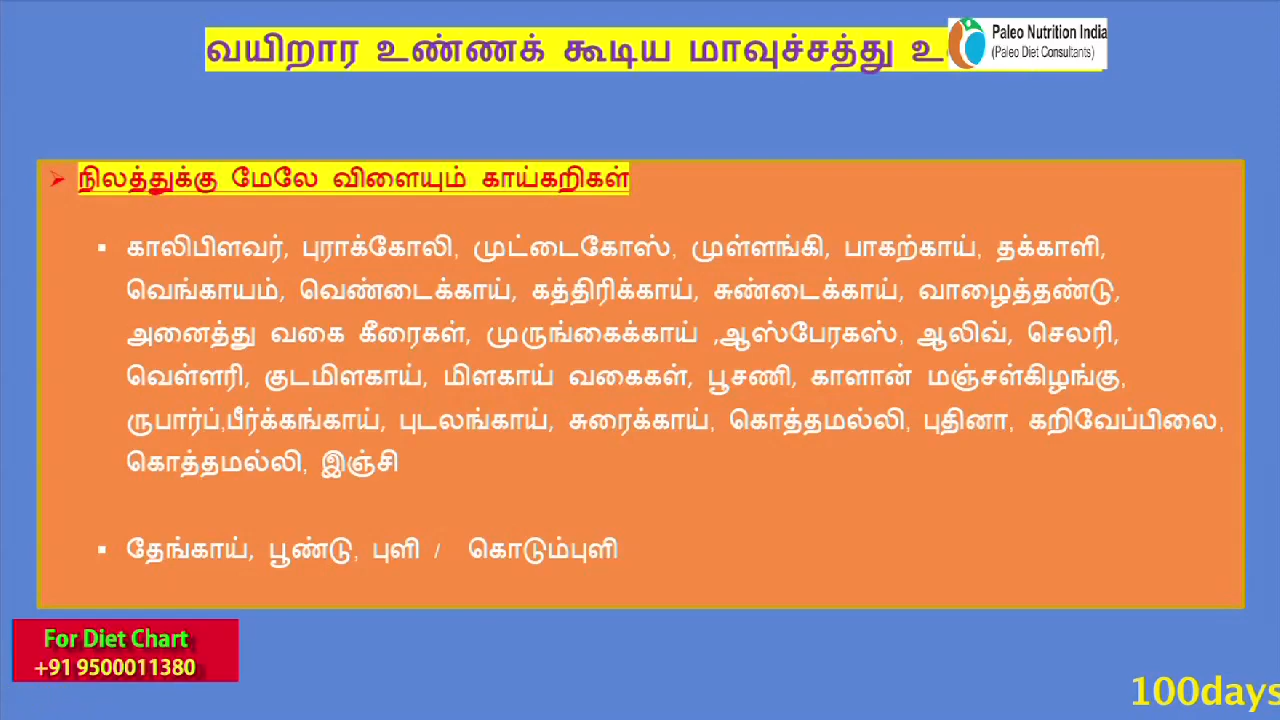 வயிறார உண்ணக் கூடிய மாவுச்சத்து
Paleo Nutrition India
(Paleo Diet Consultants)
நிலத்துக்கு மேலே விளையும் காய்கறிகள்
காலிபிளவர், புராக்கோலி, முட்டைகோஸ், முள்ளங்கி, பாகற்காய், தக்காளி,
வெங்காயம், வெண்டைக்காய், கத்திரிக்காய், சுண்டைக்காய், வாழைத்தண்டு,
அனைத்து வகை கீரைகள், முருங்கைக்காய் ,ஆஸ்பேரகஸ், ஆலிவ், செலரி,
வெள்ளரி, குடமிளகாய், மிளகாய் வகைகள், பூசணி, காளான் மஞ்சள்கிழங்கு,
ருபார்ப்,பீர்க்கங்காய், புடலங்காய், சுரைக்காய், கொத்தமல்லி, புதினா, கறிவேப்பிலை,
கொத்தமல்லி, இஞ்சி
தேங்காய், பூண்டு, புளி / கொடும்புளி
For Diet Chart
+91 9500011380
100days